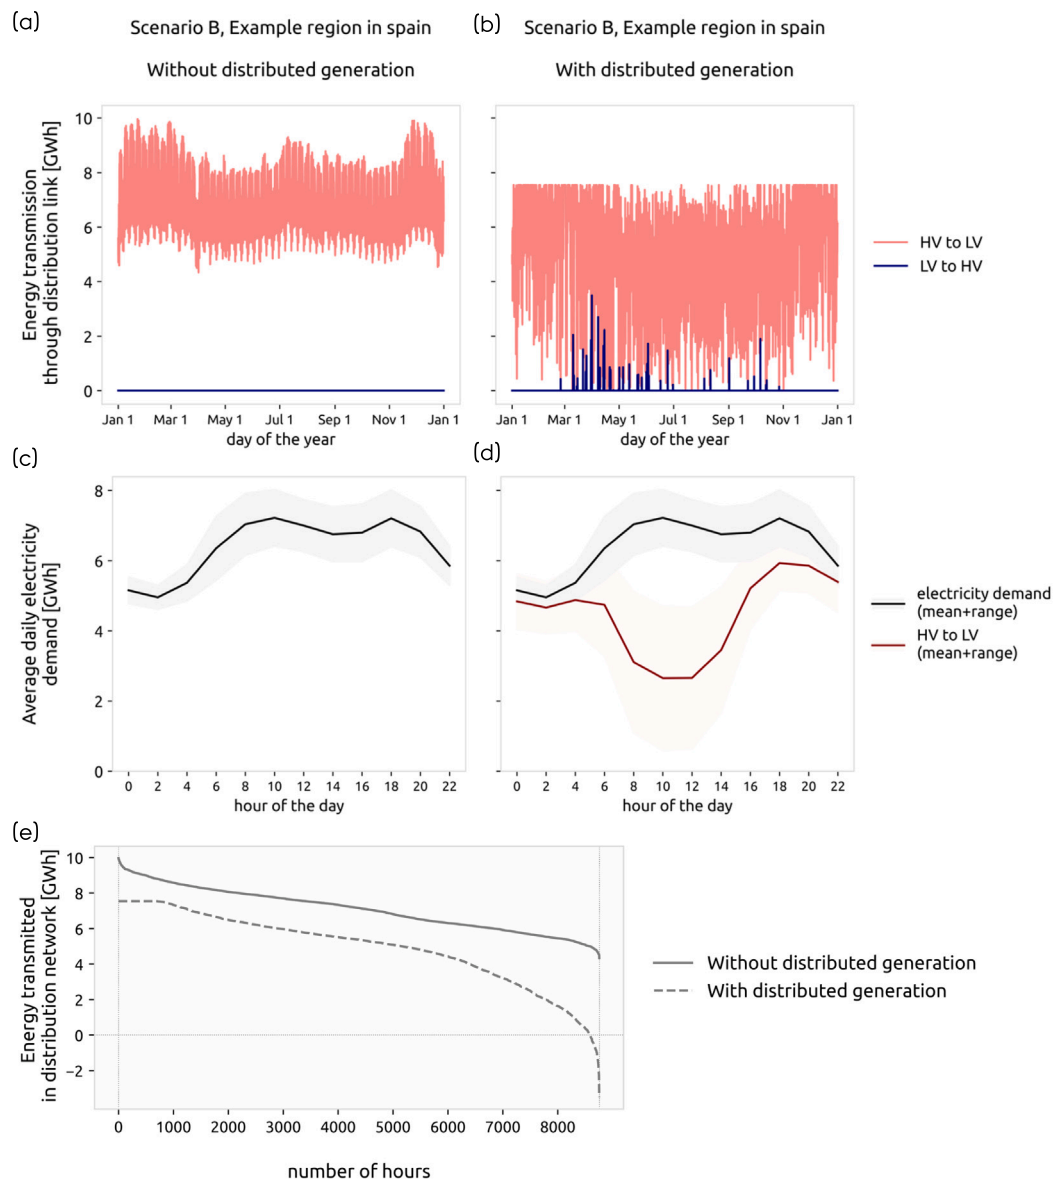 (a)
Scenario B, Example region in spain
Without distributed generation
(b)
Scenario B, Example region in spain
With distributed generation
Energy transmission
through distribution link [GWh]
10
8
6
4
2
0
Jan 1 Mar 1 May 1 Jul 1 Sep 1 Nov 1 Jan 1
day of the year
Jan 1 Mar 1 May 1 Jul 1 Sep 1 Nov 1 Jan 1
day of the year
HV to LV
LV to HV
(c)
(d)
Average daily electricity
demand [GWh]
8
6
4
2
0
0 2 4 6 8 10 12 14 16 18 20 22
hour of the day
0 2 4 6 8 10 12 14 16 18 20 22
hour of the day
electricity demand
(mean+range)
HV to LV
(mean+range)
(e)
Energy transmitted
in distribution network [GWh]
10
8
6
4
2
0
−2
0 1000 2000 3000 4000 5000 6000 7000 8000
number of hours
Without distributed generation
With distributed generation